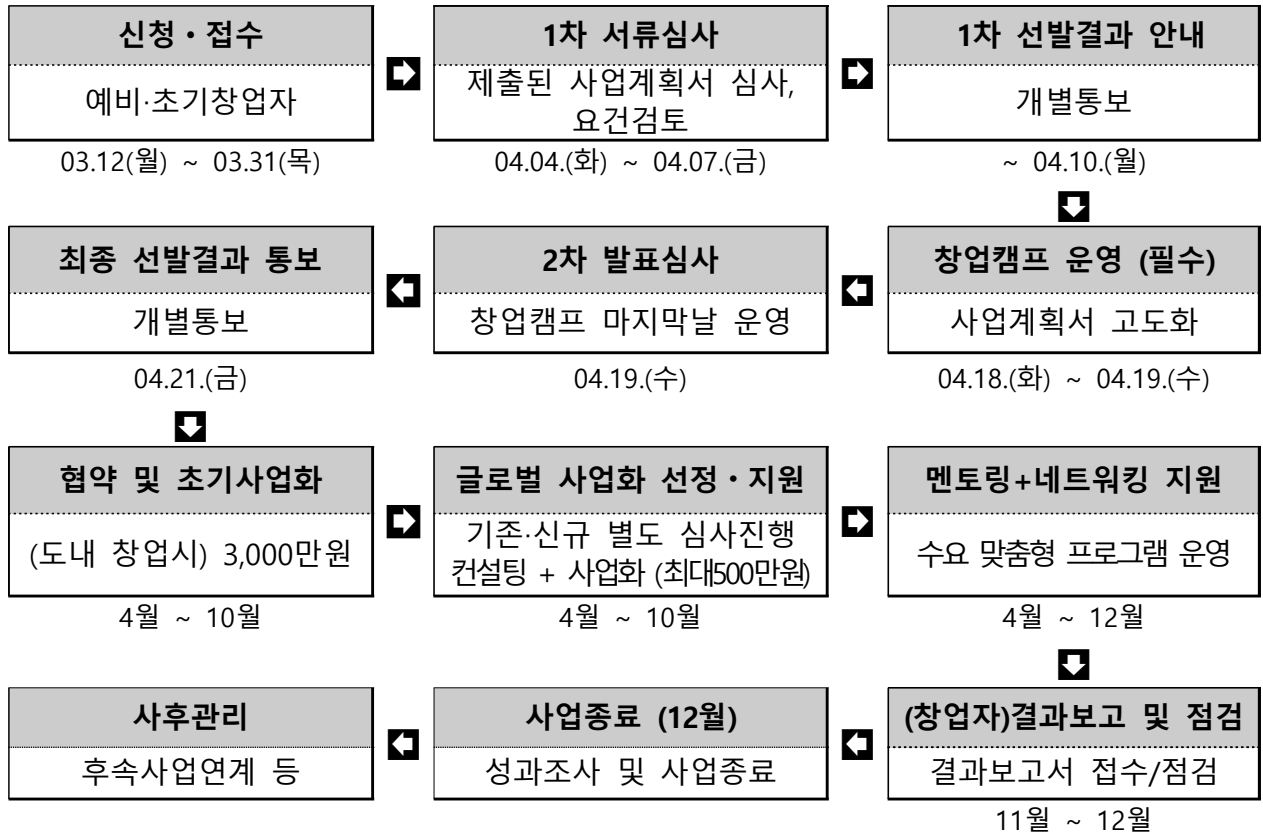 신청・접수
예비·초기창업자
03.12(월) ~ 03.31(목)
1차 서류심사
제출된 사업계획서 심사,
요건검토
04.04.(화) ~ 04.07.(금)
1차 선발결과 안내
개별통보
~ 04.10.(월)
창업캠프 운영 (필수)
사업계획서 고도화
04.18.(화) ~ 04.19.(수)
2차 발표심사
창업캠프 마지막날 운영
04.19.(수)
최종 선발결과 통보
개별통보
04.21.(금)
협약 및 초기사업화
(도내 창업시) 3,000만원
4월 ~ 10월
글로벌 사업화 선정・지원
기존·신규 별도 심사진행
컨설팅 + 사업화 (최대500만원)
4월 ~ 10월
멘토링+네트워킹 지원
수요 맞춤형 프로그램 운영
4월 ~ 12월
(창업자)결과보고 및 점검
결과보고서 접수/점검
11월 ~ 12월
사업종료 (12월)
성과조사 및 사업종료
사후관리
후속사업연계 등